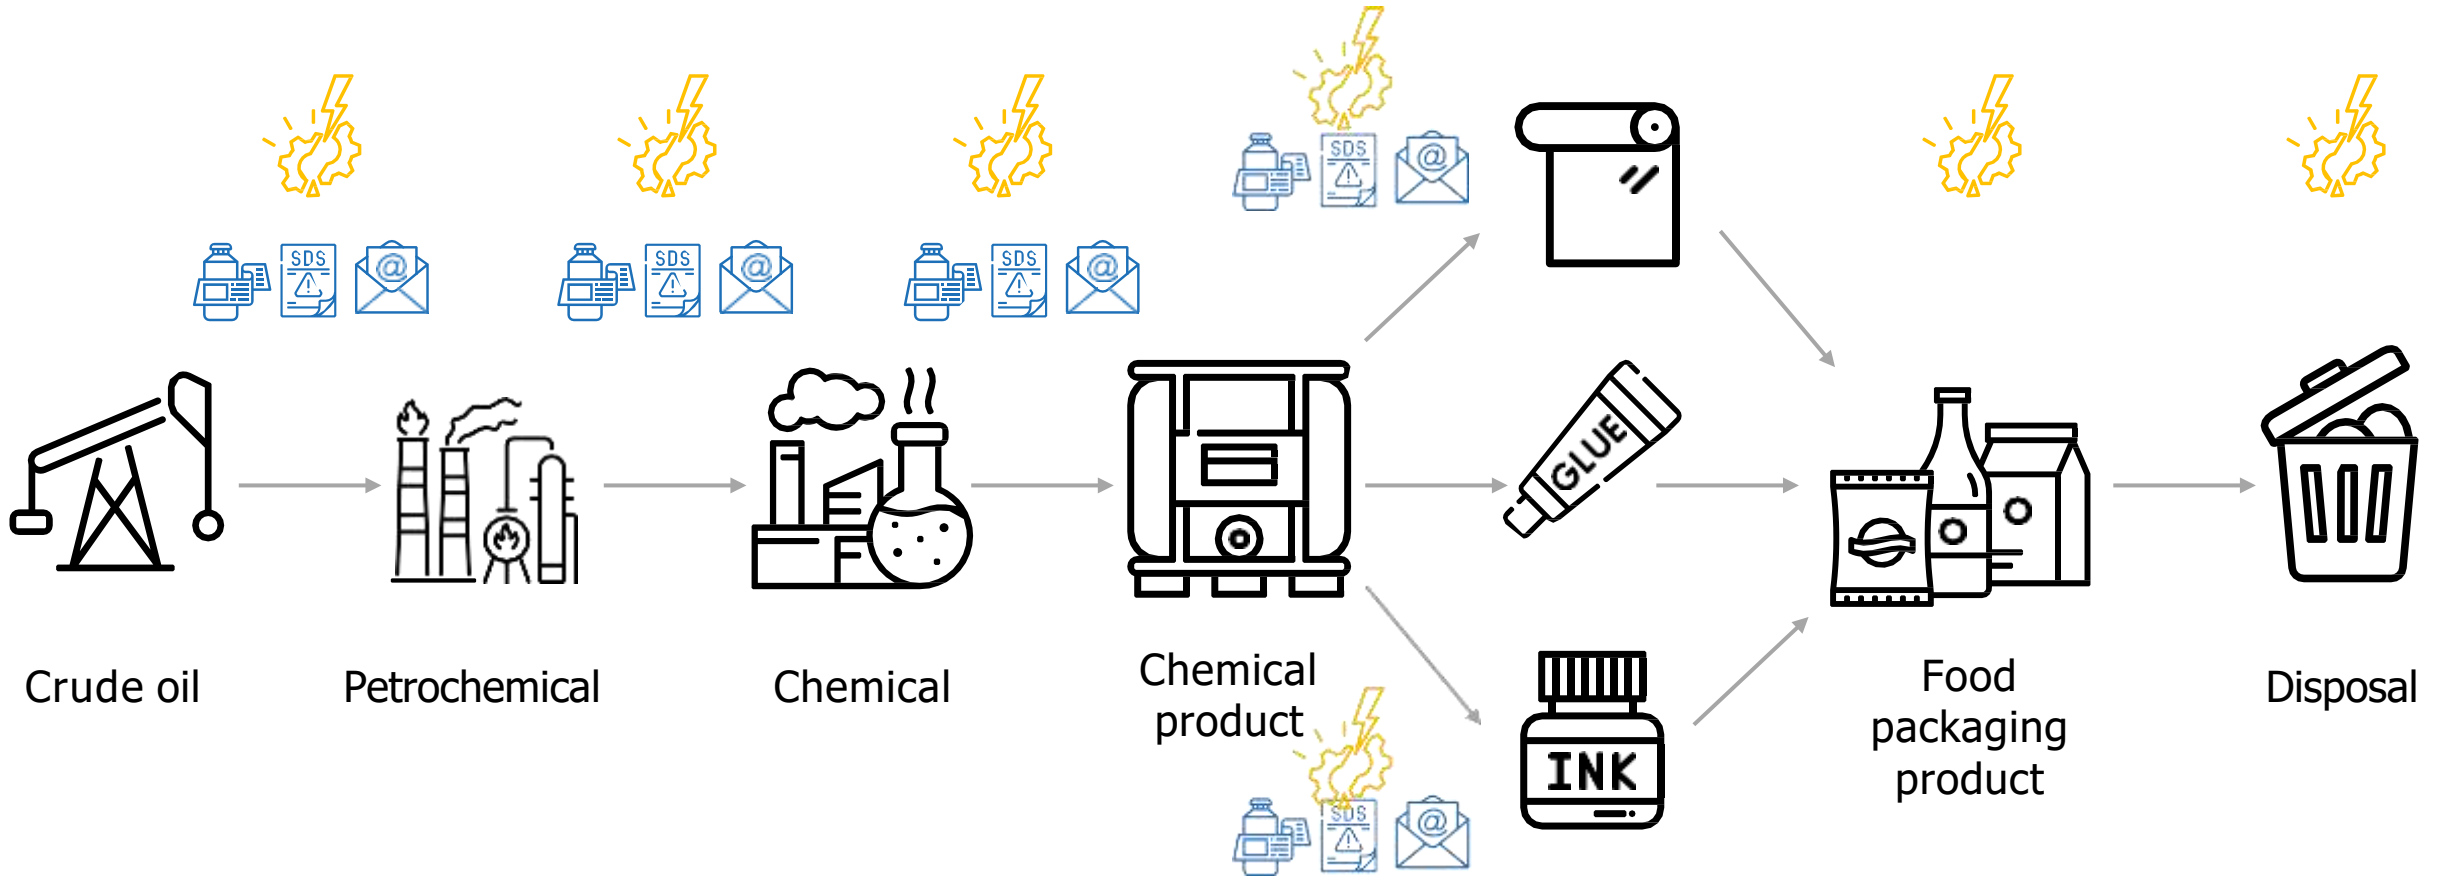 SDS
@
SDS
@
SDS
@
SDS
@
GLUE
Crude oil
Petrochemical
Chemical
Chemical
product
SDS
@
INK
Food
packaging
product
Disposal